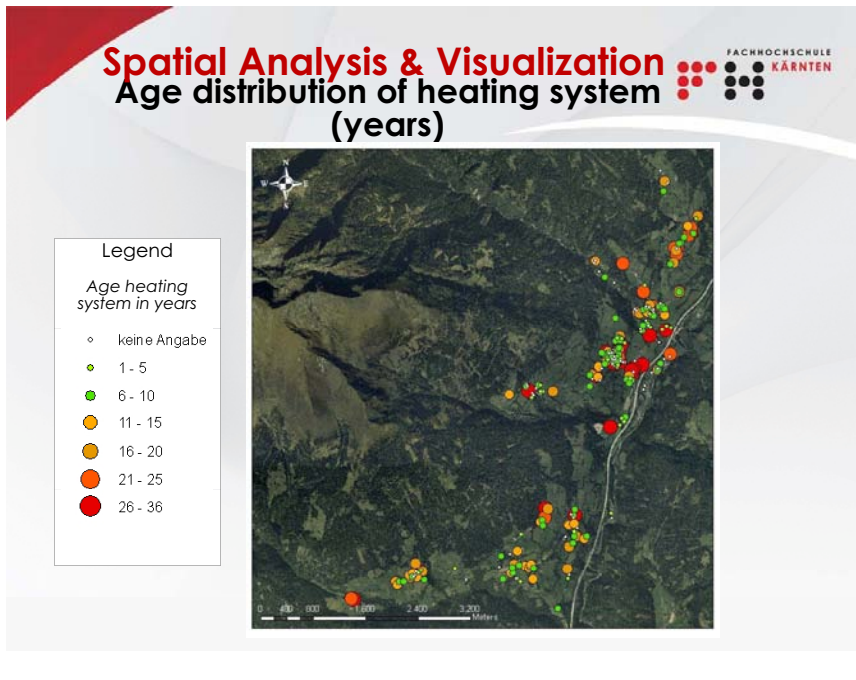 Spatial Analysis & Visualization
Age distribution of heating system
(years)
FACHHOCHSCHULE
KÄRNTEN
N
W E
S
Legend
Age heating
system in years
keine Angabe
1 - 5
6 - 10
11 - 15
16 - 20
21 - 25
26 - 36
0 400 800 1.600 2.400 3.200
Meters